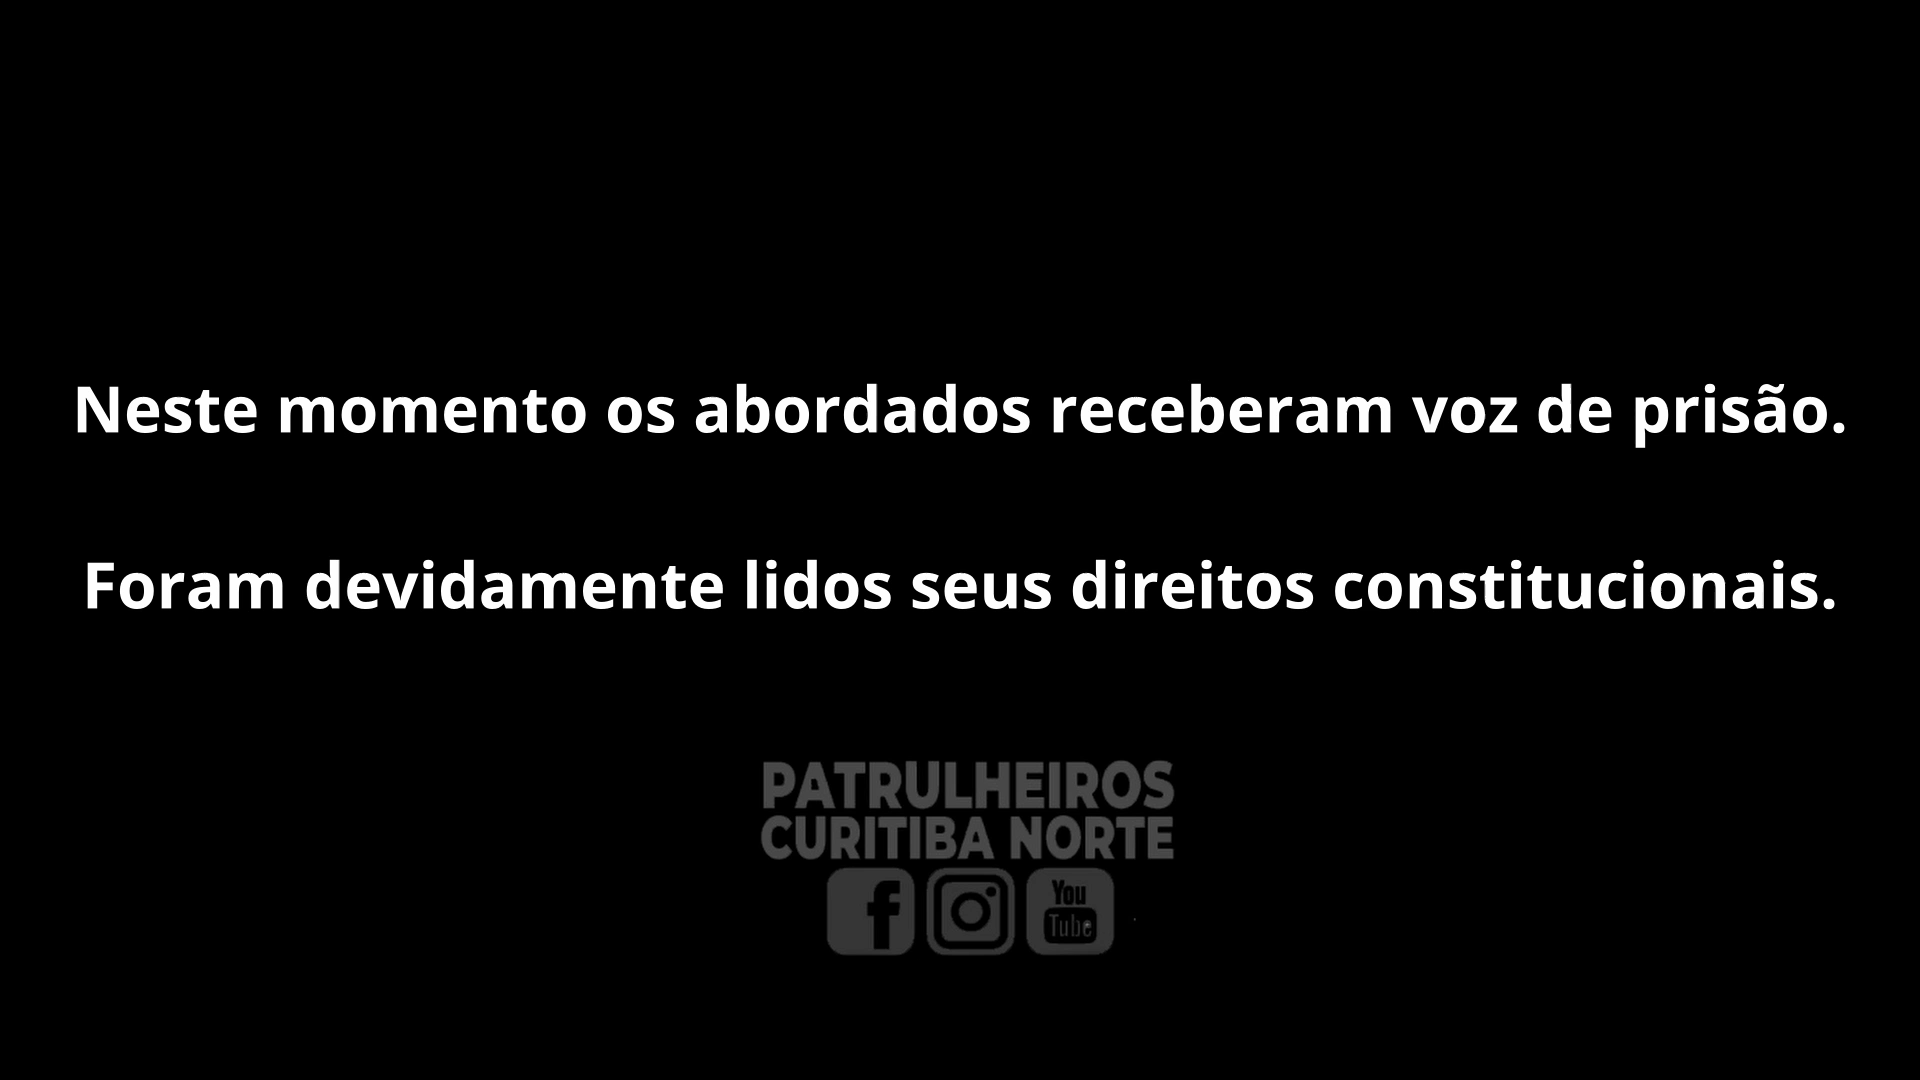 Neste momento os abordados receberam voz de prisão.
Foram devidamente lidos seus direitos constitucionais.
PATRULHEIROS
CURITIBA NORTE
You
Tube